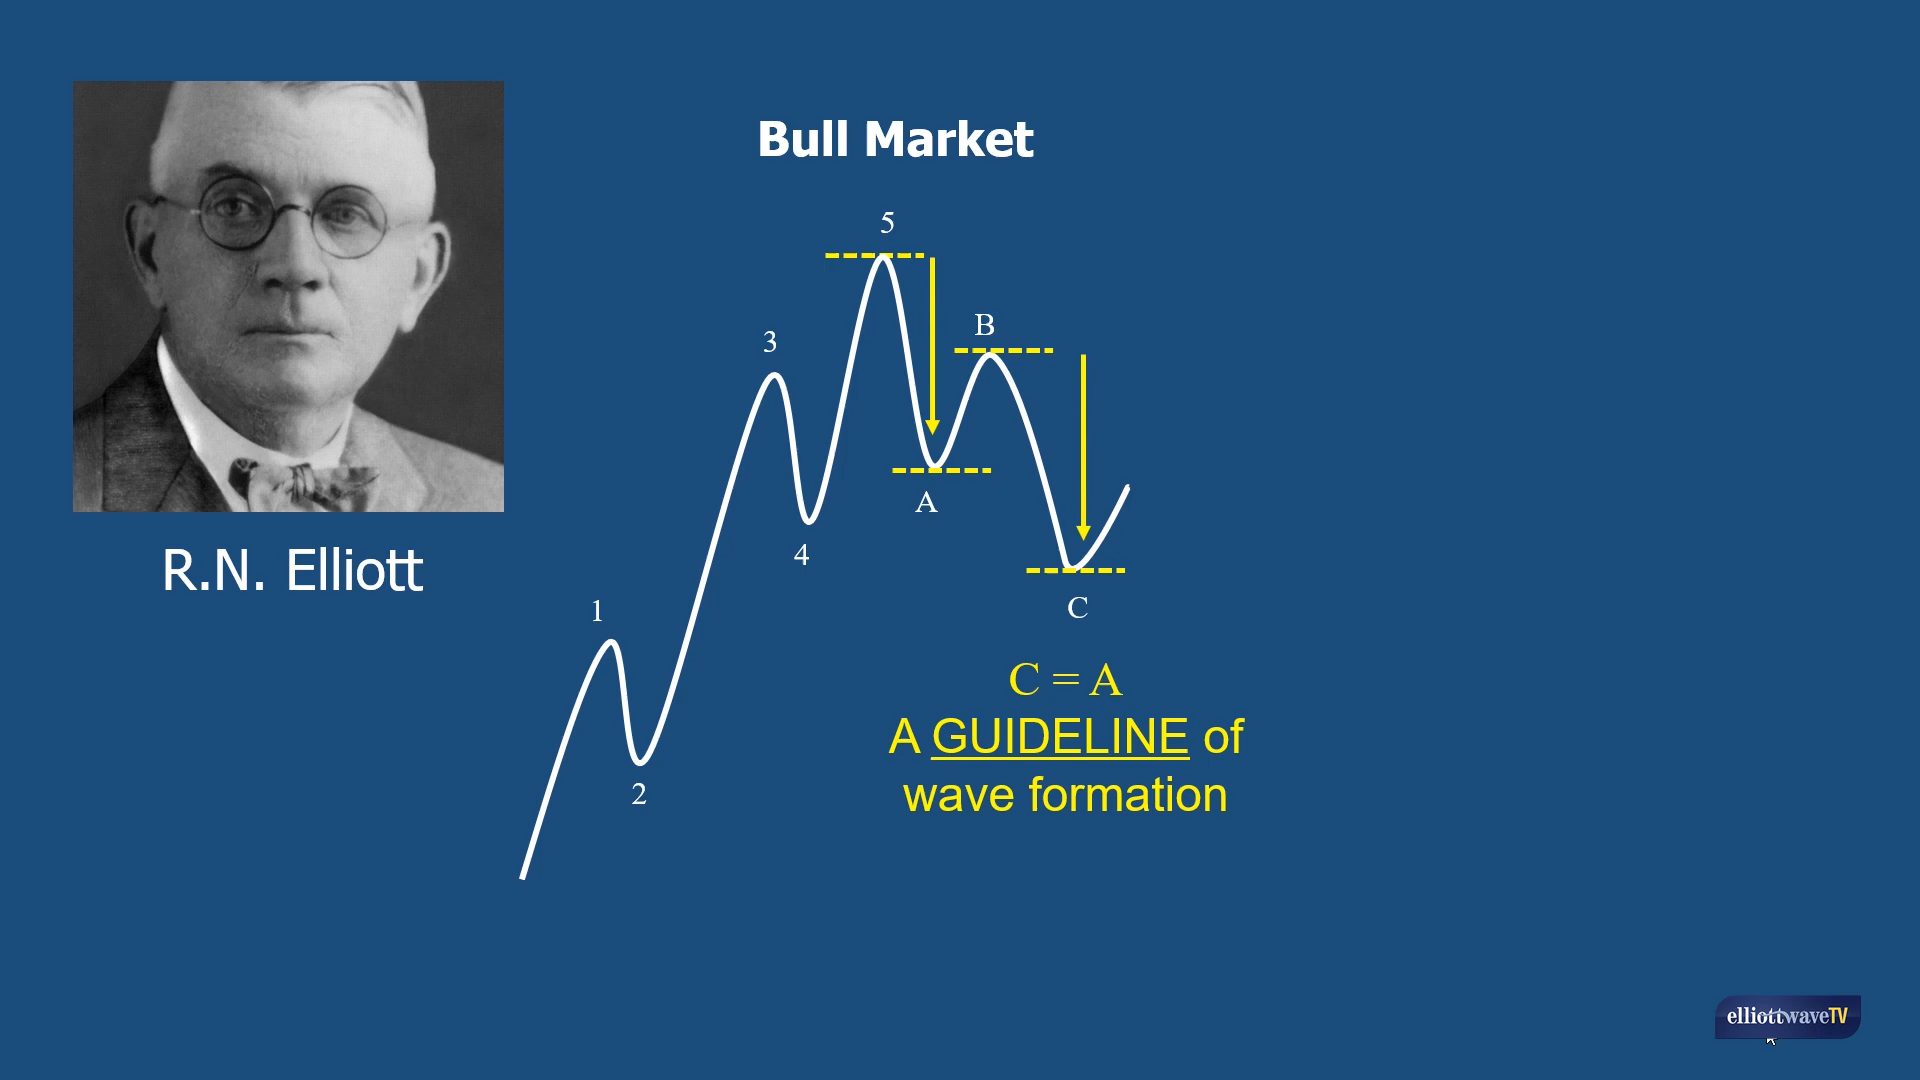 Bull Market
5
3
B
A
4
R.N. Elliott
1
C
2
C = A
A GUIDELINE of
wave formation
elliottwaveTV